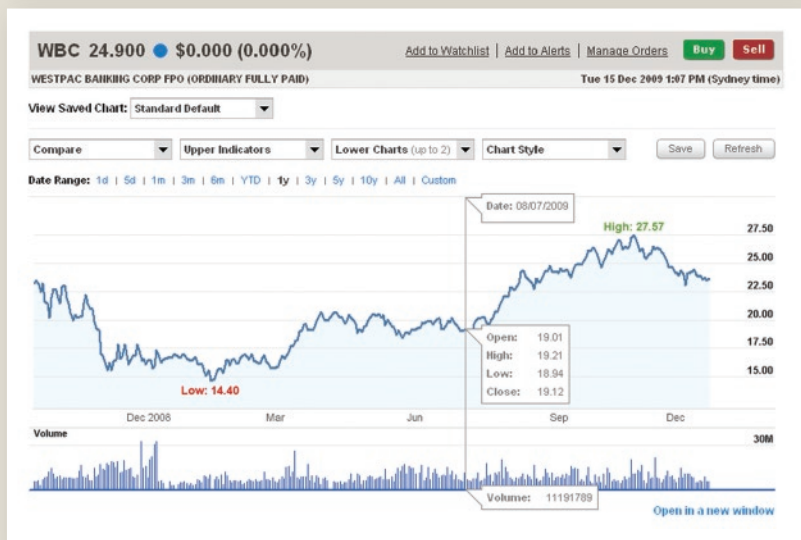 WBC 24.900 $0.000 (0.000%) Add to Watchlist | Add to Alerts | Manage Orders Buy Sell
WESTPAC BANKING CORP FPO (ORDINARY FULLY PAID) Tue 15 Dec 2009 1:07 PM (Sydney time)
View Saved Chart: Standard Default
Compare Upper Indicators Lower Charts (up to 2) Chart Style Save Refresh
Date Range: 1d | 5d | 1m | 3m | 6m | YTD | 1y | 3y | 5y | 10y | All | Custom
Date: 08/07/2009
High: 27.57
27.50
25.00
22.50
20.00
17.50
15.00
Open: 19.01
High: 19.21
Low: 18.94
Close: 19.12
Low: 14.40
Dec 2008 Mar Jun Sep Dec
Volume
30M
Volume: 11191789
Open in a new window